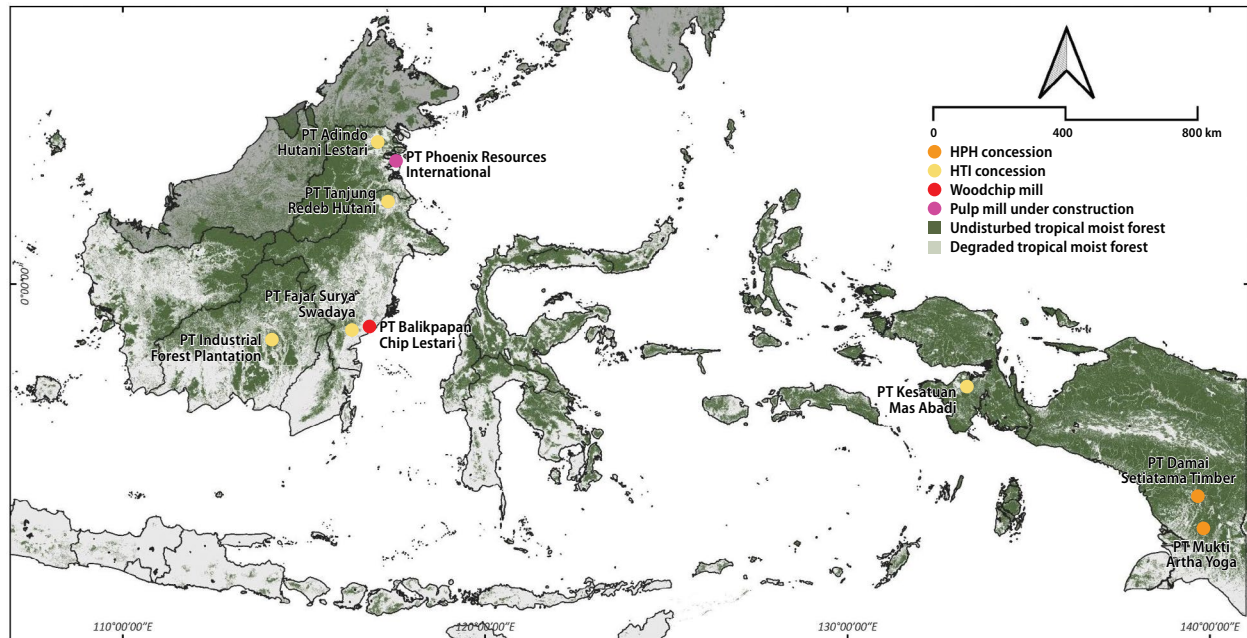 0
400
800 km
HPH concession
HTI concession
Woodchip mill
Pulp mill under construction
Undisturbed tropical moist forest
Degraded tropical moist forest
PT Adindo
Hutani Lestari
PT Phoenix Resources
International
PT Tanjung
Redeb Hutani
PT Fajar Surya
Swadaya
PT Balikpapan
Chip Lestari
PT Industrial
Forest Plantation
PT Kesatuan
Mas Abadi
PT Damai
Setiatama Timber
PT Mukti
Artha Yoga
0°00'00"
110°00'00"E
120°00'00"E
130°00'00"E
140°00'00"E